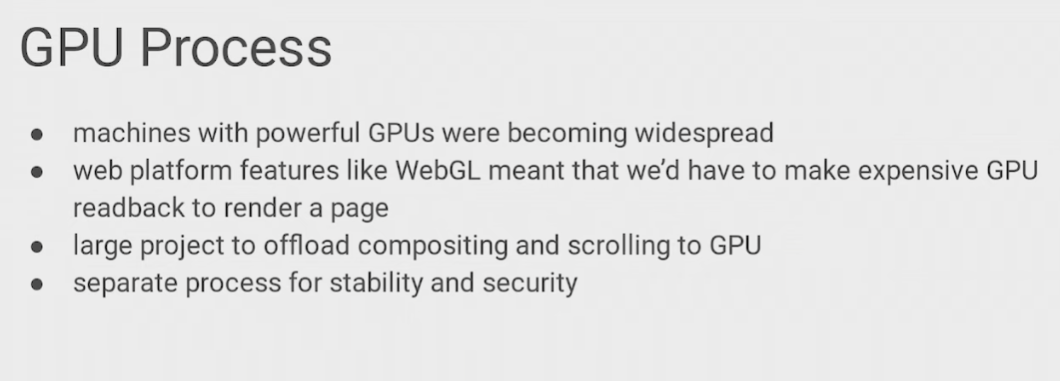 GPU Process
● machines with powerful GPUs were becoming widespread
● web platform features like WebGL meant that we'd have to make expensive GPU
readback to render a page
● large project to offload compositing and scrolling to GPU
● separate process for stability and security